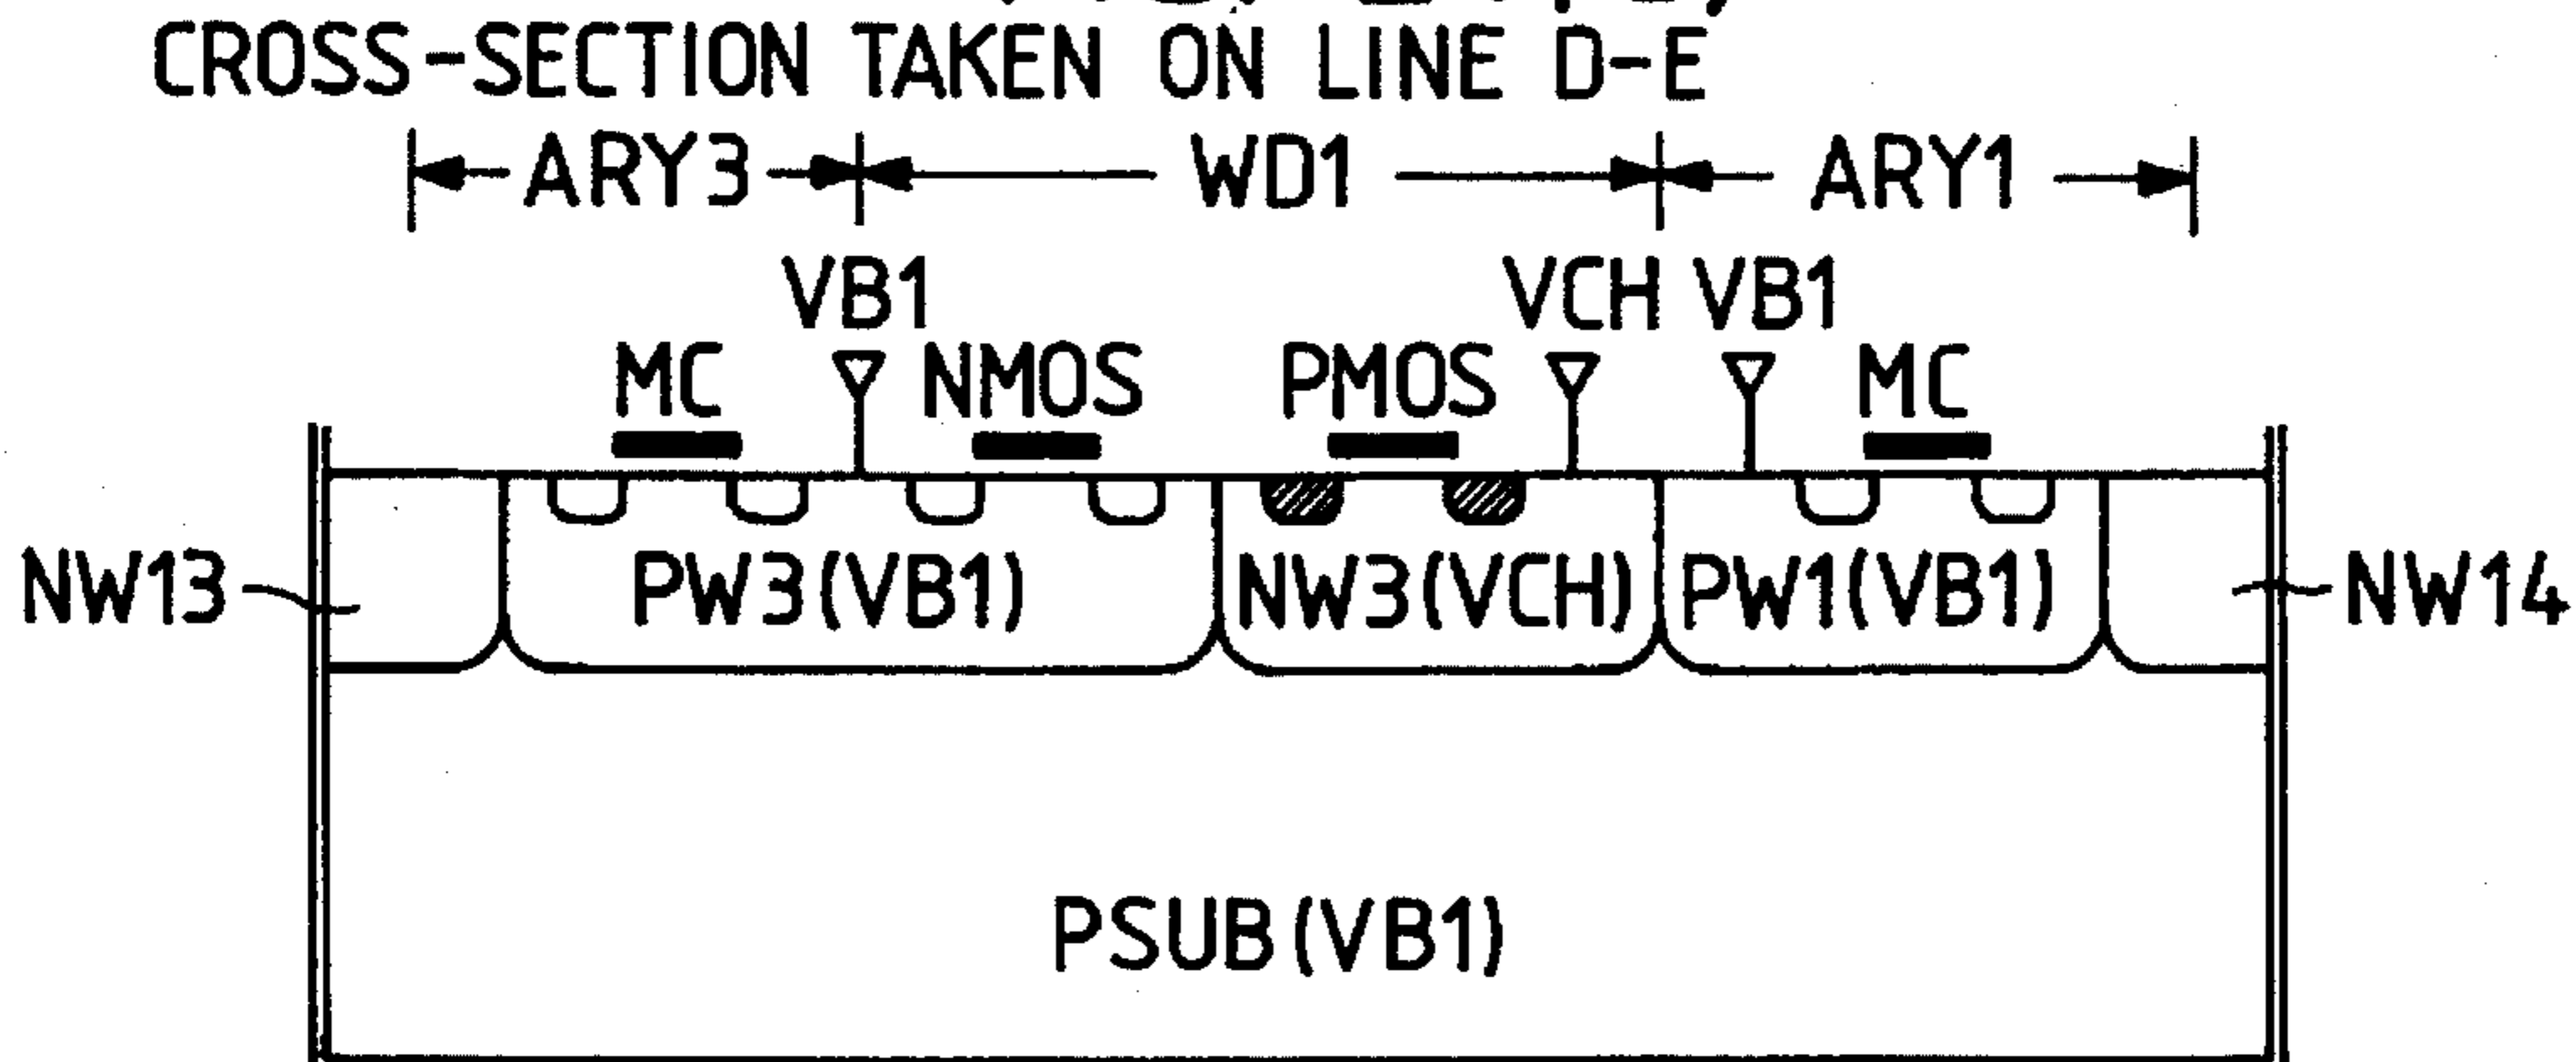 CROSS-SECTION TAKEN ON LINE D-E
ARY3 WD1 ARY1
VB1 VCH VB1
MC NMOS PMOS MC
NW13 PW3(VB1) NW3(VCH) PW1(VB1) NW14
PSUB(VB1)